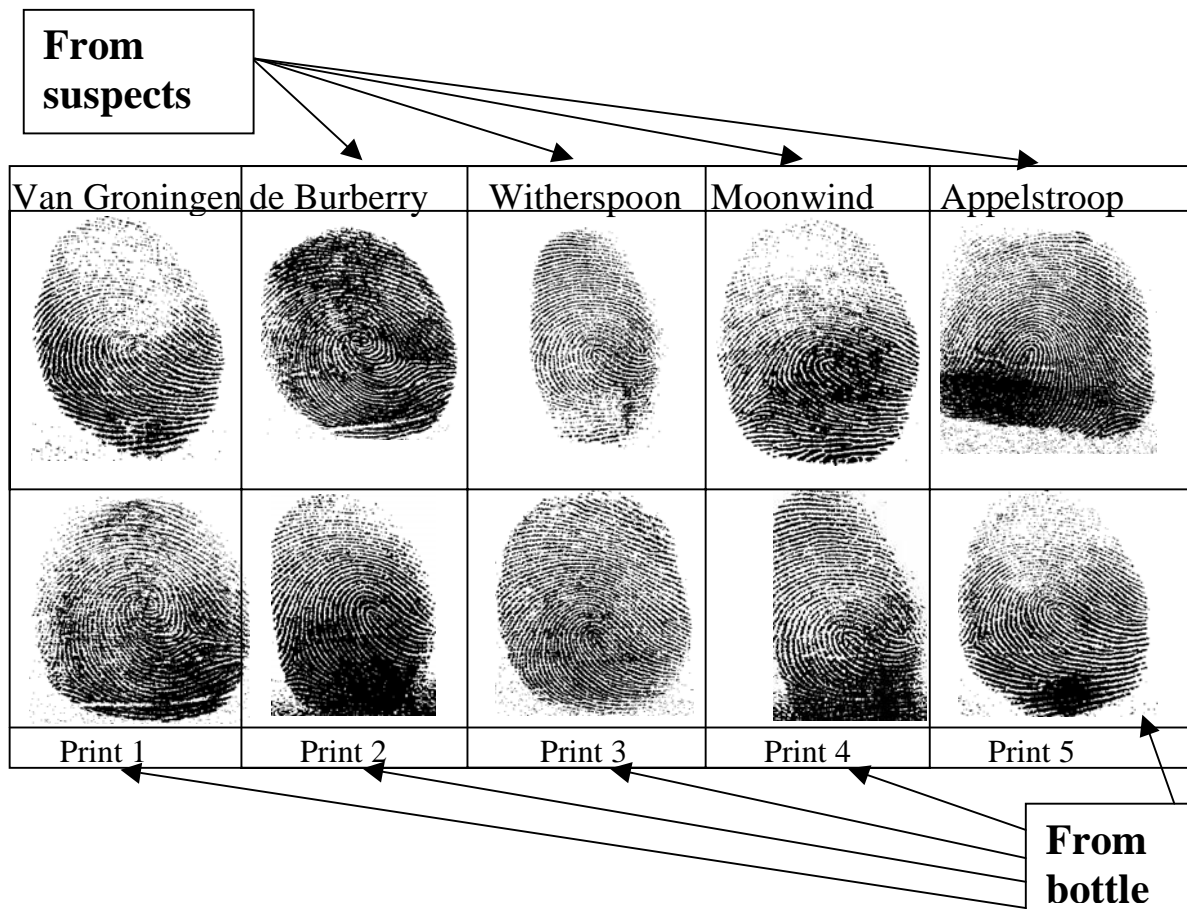 From
suspects
Van Groningen de Burberry Witherspoon Moonwind Appelstroop
Print 1 Print 2 Print 3 Print 4 Print 5
From
bottle